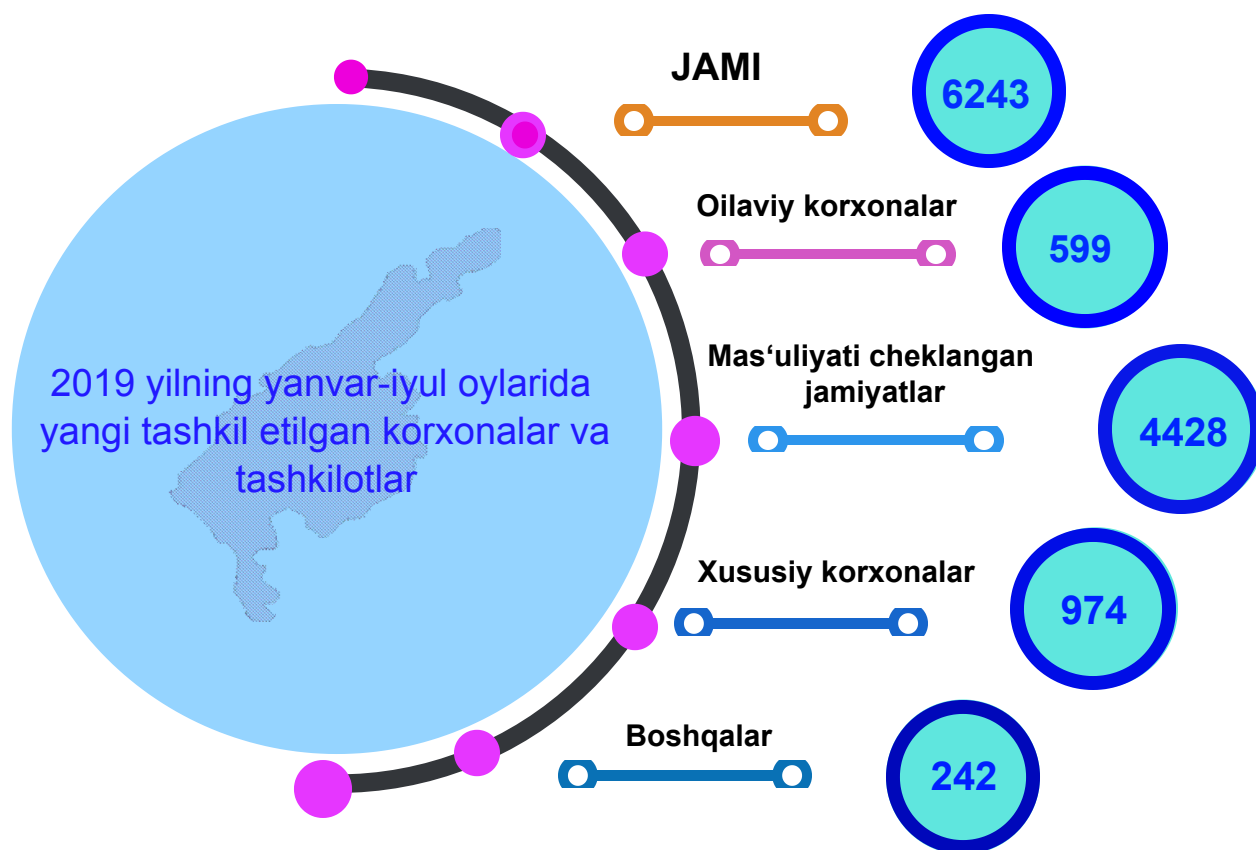 2019 yilning yanvar-iyul oylarida
yangi tashkil etilgan korxonalar va
tashkilotlar
JAMI
6243
Oilaviy korxonalar
599
Mas‘uliyati cheklangan
jamiyatlar
4428
Xususiy korxonalar
974
Boshqalar
242